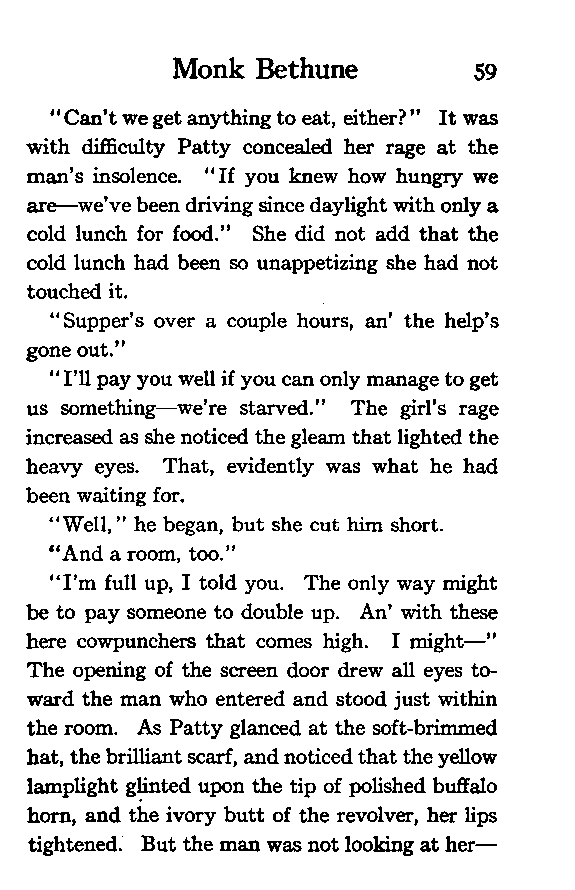 Monk Bethune 59
"Can't we get anything to eat, either?" It was
with difficulty Patty concealed her rage at the
man's insolence. "If you knew how hungry we
are—we've been driving since daylight with only a
cold lunch for food." She did not add that the
cold lunch had been so unappetizing she had not
touched it.
"Supper's over a couple hours, an' the help's
gone out."
"I'll pay you well if you can only manage to get
us something—we're starved." The girl's rage
increased as she noticed the gleam that lighted the
heavy eyes. That, evidently was what he had
been waiting for.
"Well," he began, but she cut him short.
"And a room, too."
"I'm full up, I told you. The only way might
be to pay someone to double up. An' with these
here cowpunchers that comes high. I might—"
The opening of the screen door drew all eyes to-
ward the man who entered and stood just within
the room. As Patty glanced at the soft-brimmed
hat, the brilliant scarf, and noticed that the yellow
lamplight glinted upon the tip of polished buffalo
horn, and the ivory butt of the revolver, her lips
tightened. But the man was not looking at her—